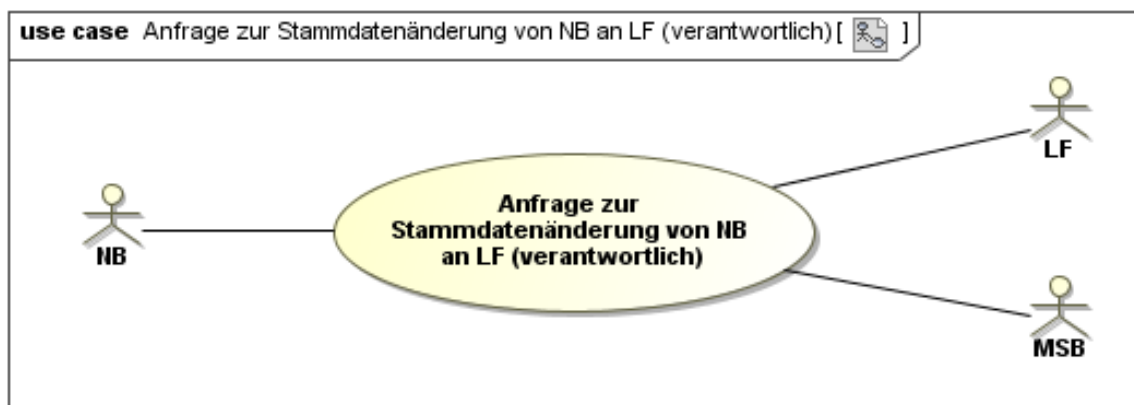 use case Anfrage zur Stammdatenänderung von NB an LF (verantwortlich) [ ]
LF
Anfrage zur
Stammdatenänderung von NB
an LF (verantwortlich)
NB
MSB